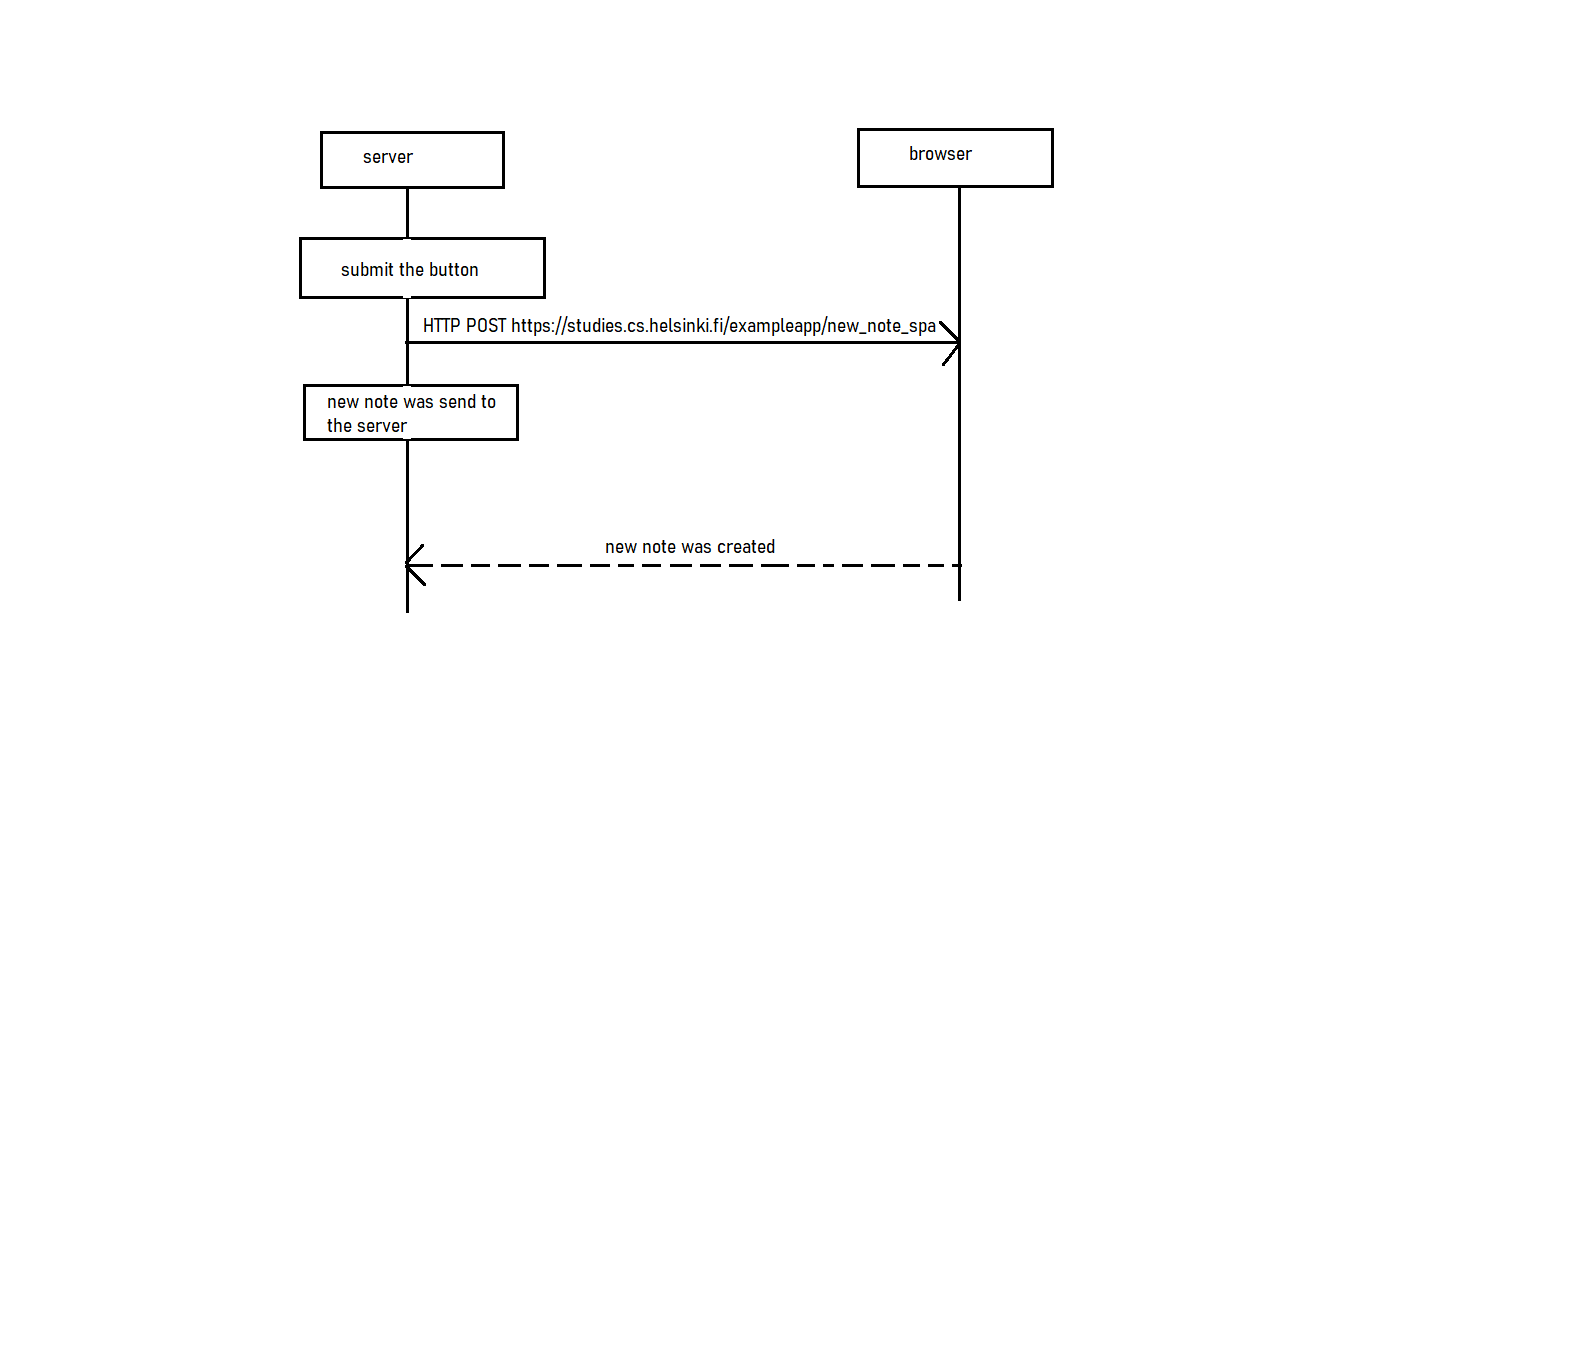 server
browser
submit the button
HTTP POST https://studies.cs.helsinki.fi/exampleapp/new_note_spa
new note was send to
the server
new note was created